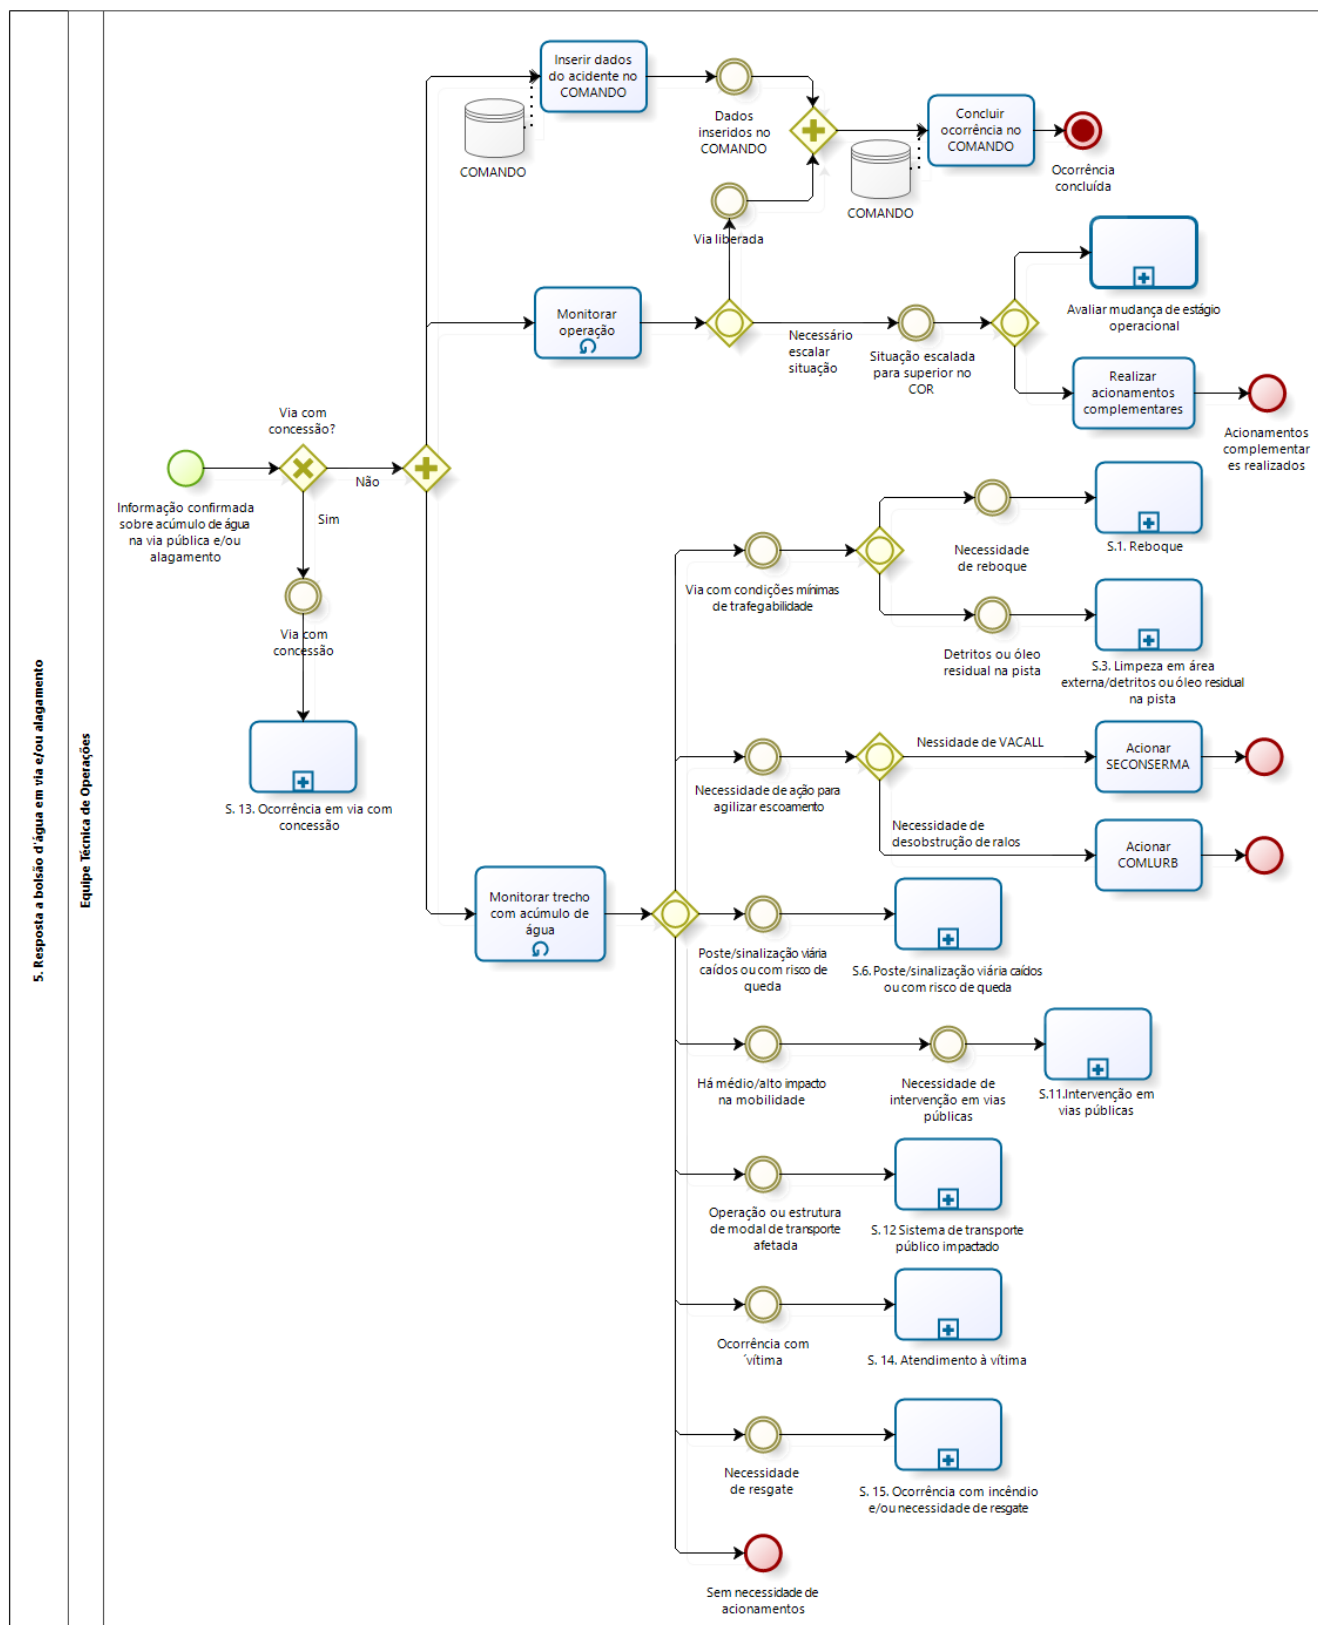 5. Resposta a bolsão d'água em via e/ou alagamento
Equipe Técnica de Operações
Inserir dados
do acidente no
COMANDO
COMANDO
Dados
inseridos no
COMANDO
Concluir
ocorrência no
COMANDO
COMANDO
Ocorrência
concluída
Via liberada
Monitorar
operação
Necessário
escalar
situação
Situação escalada
para superior no
COR
Avaliar mudança de estágio
operacional
Realizar
acionamentos
complementares
Acionamentos
complementar
es realizados
Via com
concessão?
Não
Sim
Informação confirmada
sobre acúmulo de água
na via pública e/ou
alagamento
Via com
concessão
S. 13. Ocorrência em via com
concessão
Necessidade
de reboque
S.1. Reboque
Via com condições mínimas
de trafegabilidade
Detritos ou óleo
residual na pista
S.3. Limpeza em área
externa/detritos ou óleo residual
na pista
Nessidade de VACALL
Acionar
SECONSERMA
Necessidade de ação para
agilizar escoamento
Necessidade de
desobstrução de ralos
Acionar
COMLURB
Monitorar trecho
com acúmulo de
água
Poste/sinalização viária
caídos ou com risco de
queda
S.6. Poste/sinalização viária caídos
ou com risco de queda
Há médio/alto impacto
na mobilidade
Necessidade de
intervenção em vias
públicas
S.11.Intervenção em
vias públicas
Operação ou estrutura
de modal de transporte
afetada
S.12 Sistema de transporte
público impactado
Ocorrência com
´vítima
S. 14. Atendimento à vítima
Necessidade
de resgate
S. 15. Ocorrência com incêndio
e/ou necessidade de resgate
Sem necessidade de
acionamentos